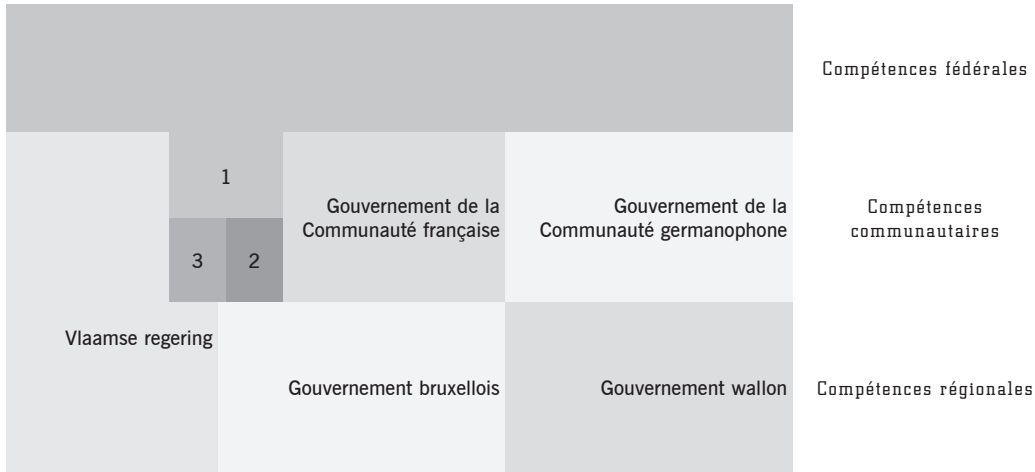 Compétences fédérales
1
Gouvernement de la
Communauté française
Gouvernement de la
Communauté germanophone
Compétences
communautaires
3
2
Vlaamse regering
Gouvernement bruxellois
Gouvernement wallon
Compétences régionales